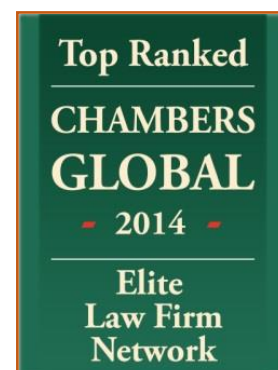 Top Ranked
CHAMBERS
GLOBAL
- 2014 -
Elite
Law Firm
Network